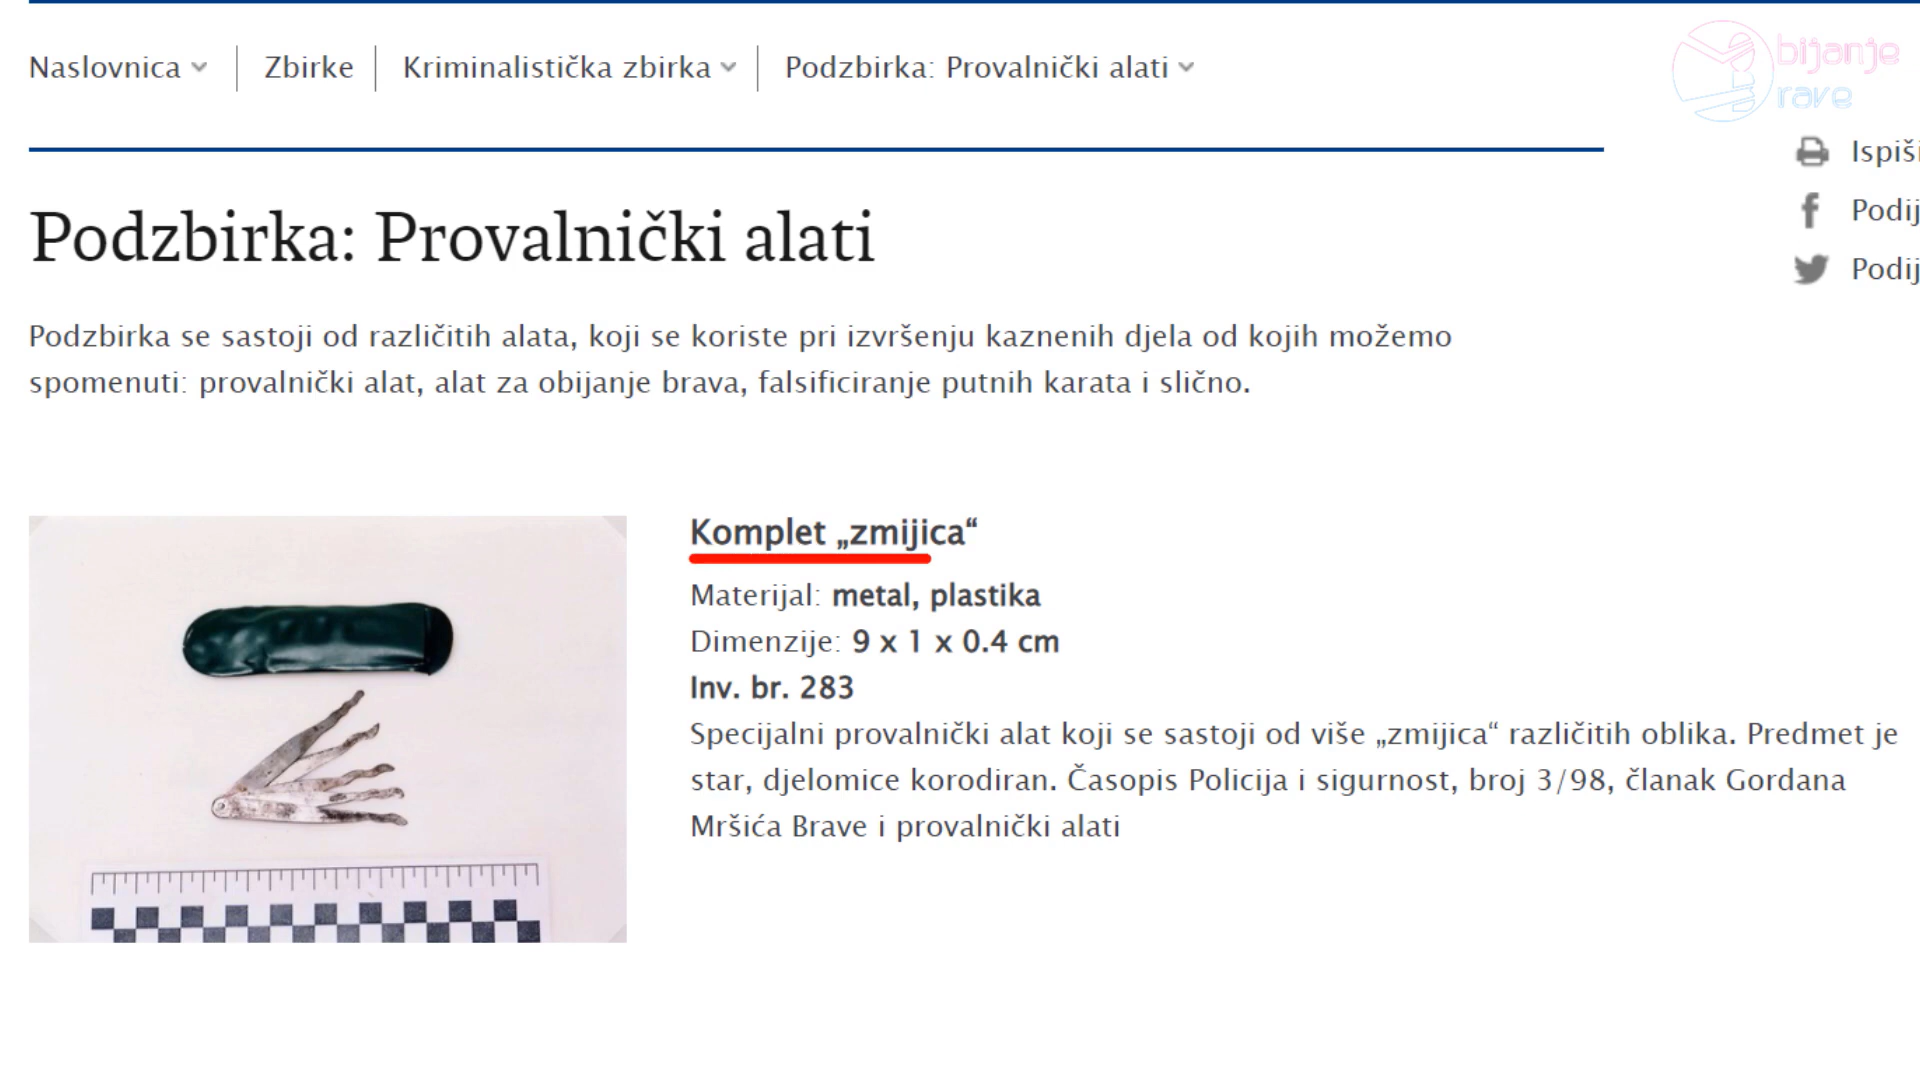 Naslovnica
Zbirke
Kriminalistička zbirka
Podzbirka: Provalnički alati
bijanje
rave
Ispiši
Podij
Podij
Podzbirka: Provalnički alati
Podzbirka se sastoji od različitih alata, koji se koriste pri izvršenju kaznenih djela od kojih možemo
spomenuti: provalnički alat, alat za obijanje brava, falsificiranje putnih karata i slično.
Komplet „zmijica“
Materijal: metal, plastika
Dimenzije: 9 x 1 x 0.4 cm
Inv. br. 283
Specijalni provalnički alat koji se sastoji od više „zmijica“ različitih oblika. Predmet je
star, djelomice korodiran. Časopis Policija i sigurnost, broj 3/98, članak Gordana
Mršića Brave i provalnički alati